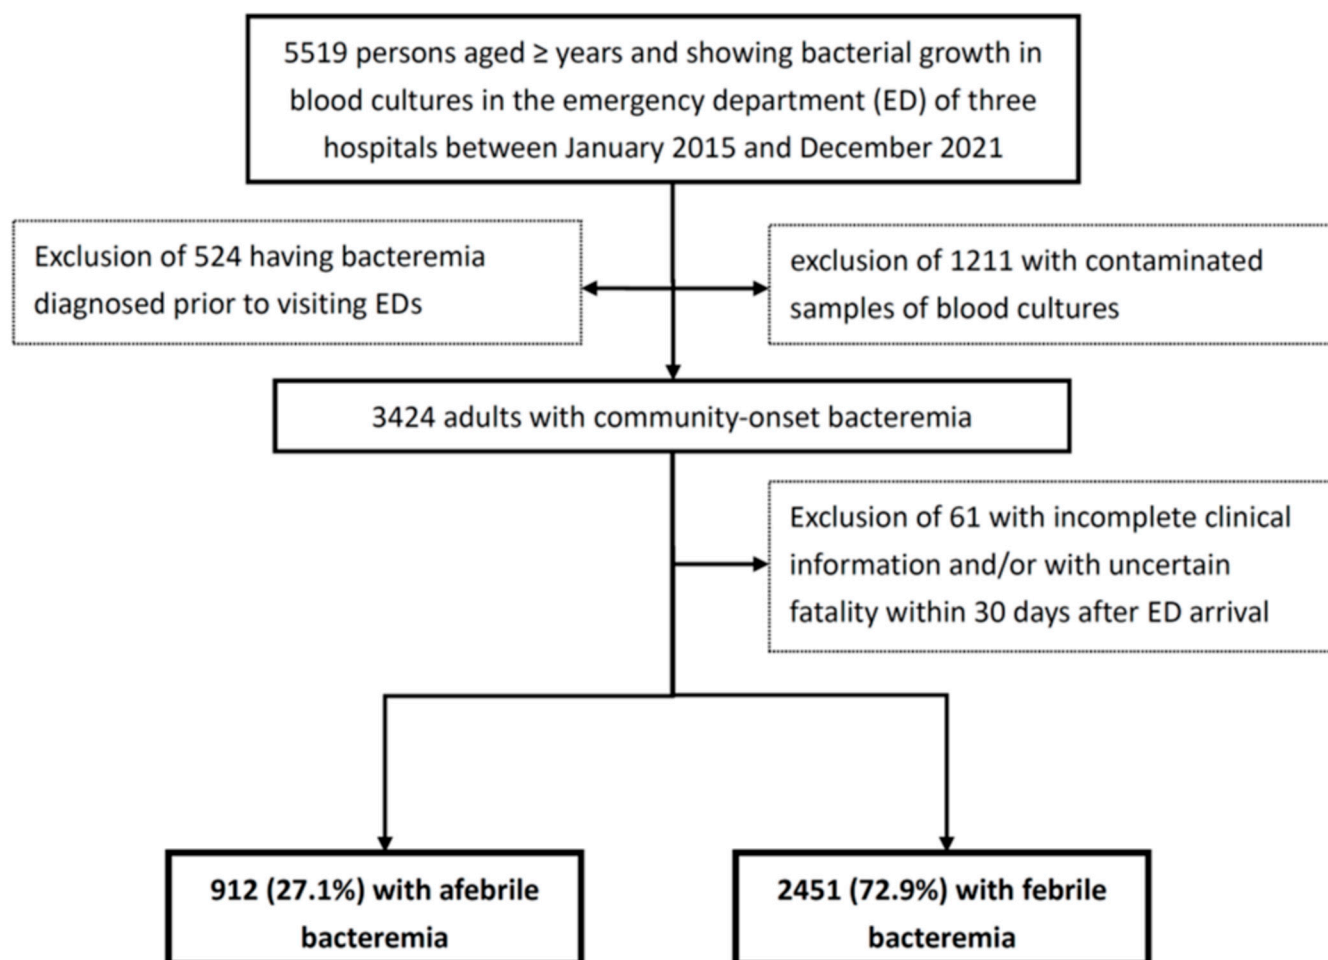 5519 persons aged ≥ years and showing bacterial growth in
blood cultures in the emergency department (ED) of three
hospitals between January 2015 and December 2021
Exclusion of 524 having bacteremia
diagnosed prior to visiting EDs
exclusion of 1211 with contaminated
samples of blood cultures
3424 adults with community-onset bacteremia
Exclusion of 61 with incomplete clinical
information and/or with uncertain
fatality within 30 days after ED arrival
912 (27.1%) with afebrile
bacteremia
2451 (72.9%) with febrile
bacteremia